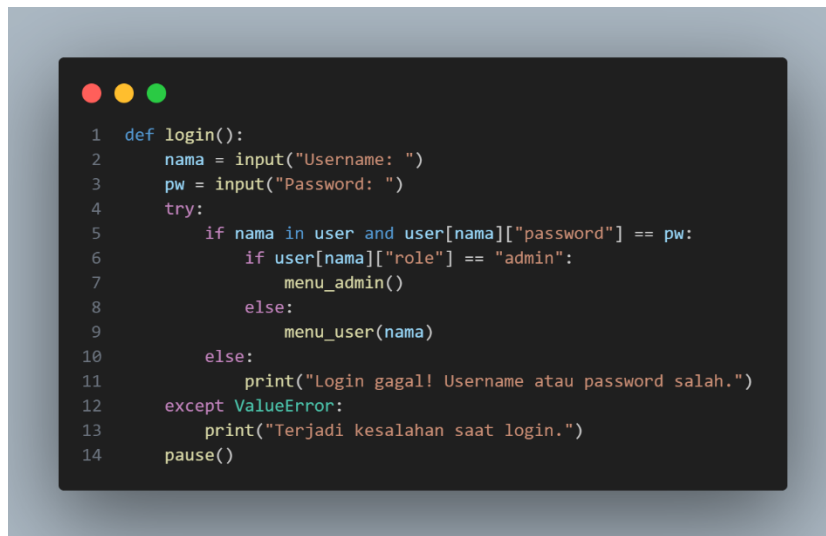 1 def login():
2     nama = input("Username: ")
3     pw = input("Password: ")
4     try:
5         if nama in user and user[nama]["password"] == pw:
6             if user[nama]["role"] == "admin":
7                 menu_admin()
8             else:
9                 menu_user(nama)
10         else:
11             print("Login gagal! Username atau password salah.")
12     except ValueError:
13         print("Terjadi kesalahan saat login.")
14     pause()